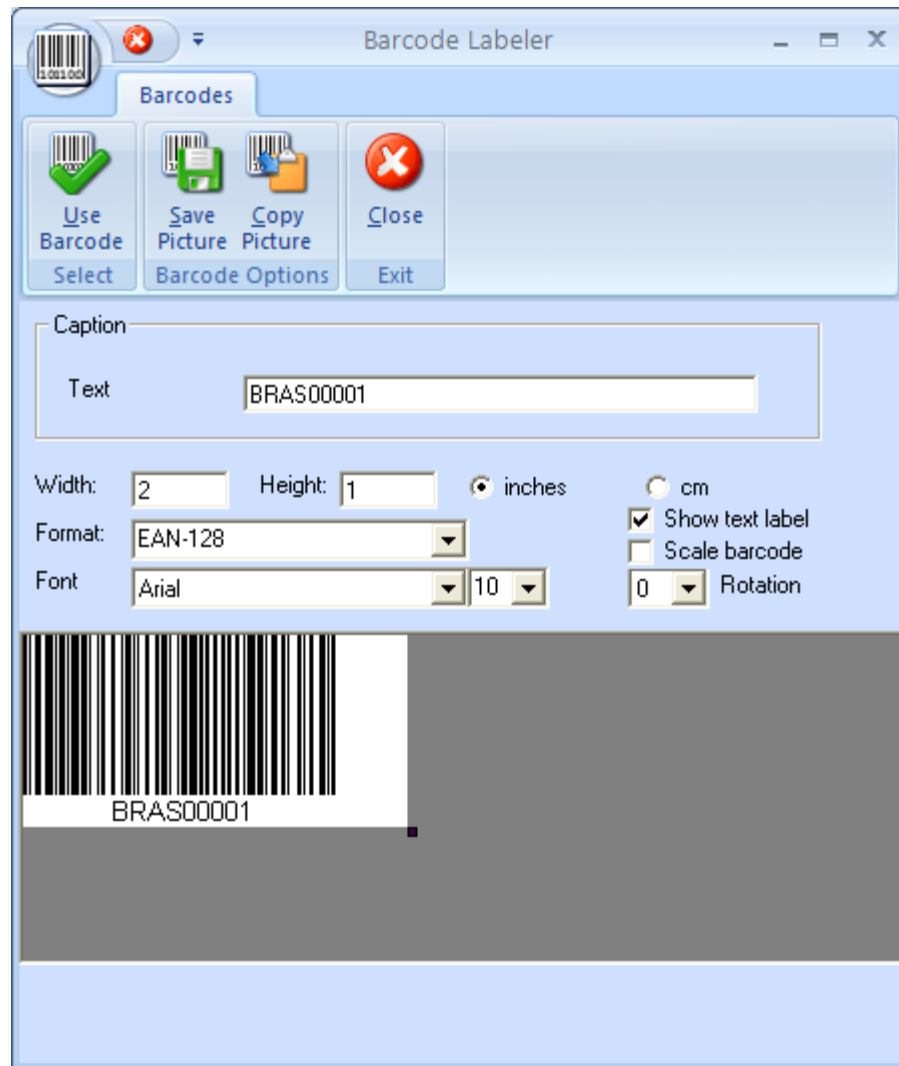 Barcode Labeler
Barcodes
Use Barcode
Save Picture
Copy Picture
Close
Select
Barcode Options
Exit
Caption
Text BRAS00001
Width: 2 Height: 1 inches cm
Show text label
Format: EAN-128
Scale barcode
Font Arial 10 0 Rotation
BRAS00001